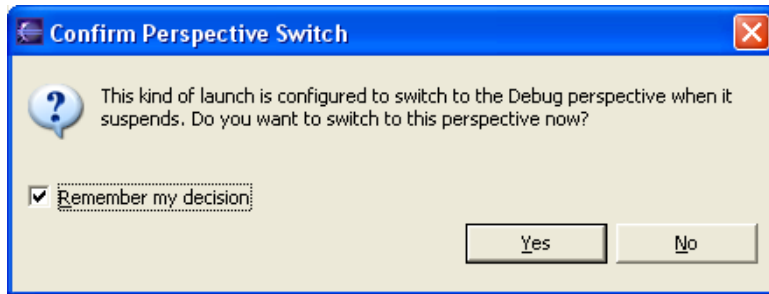 Confirm Perspective Switch
This kind of launch is configured to switch to the Debug perspective when it
suspends. Do you want to switch to this perspective now?
Remember my decision
Yes
No